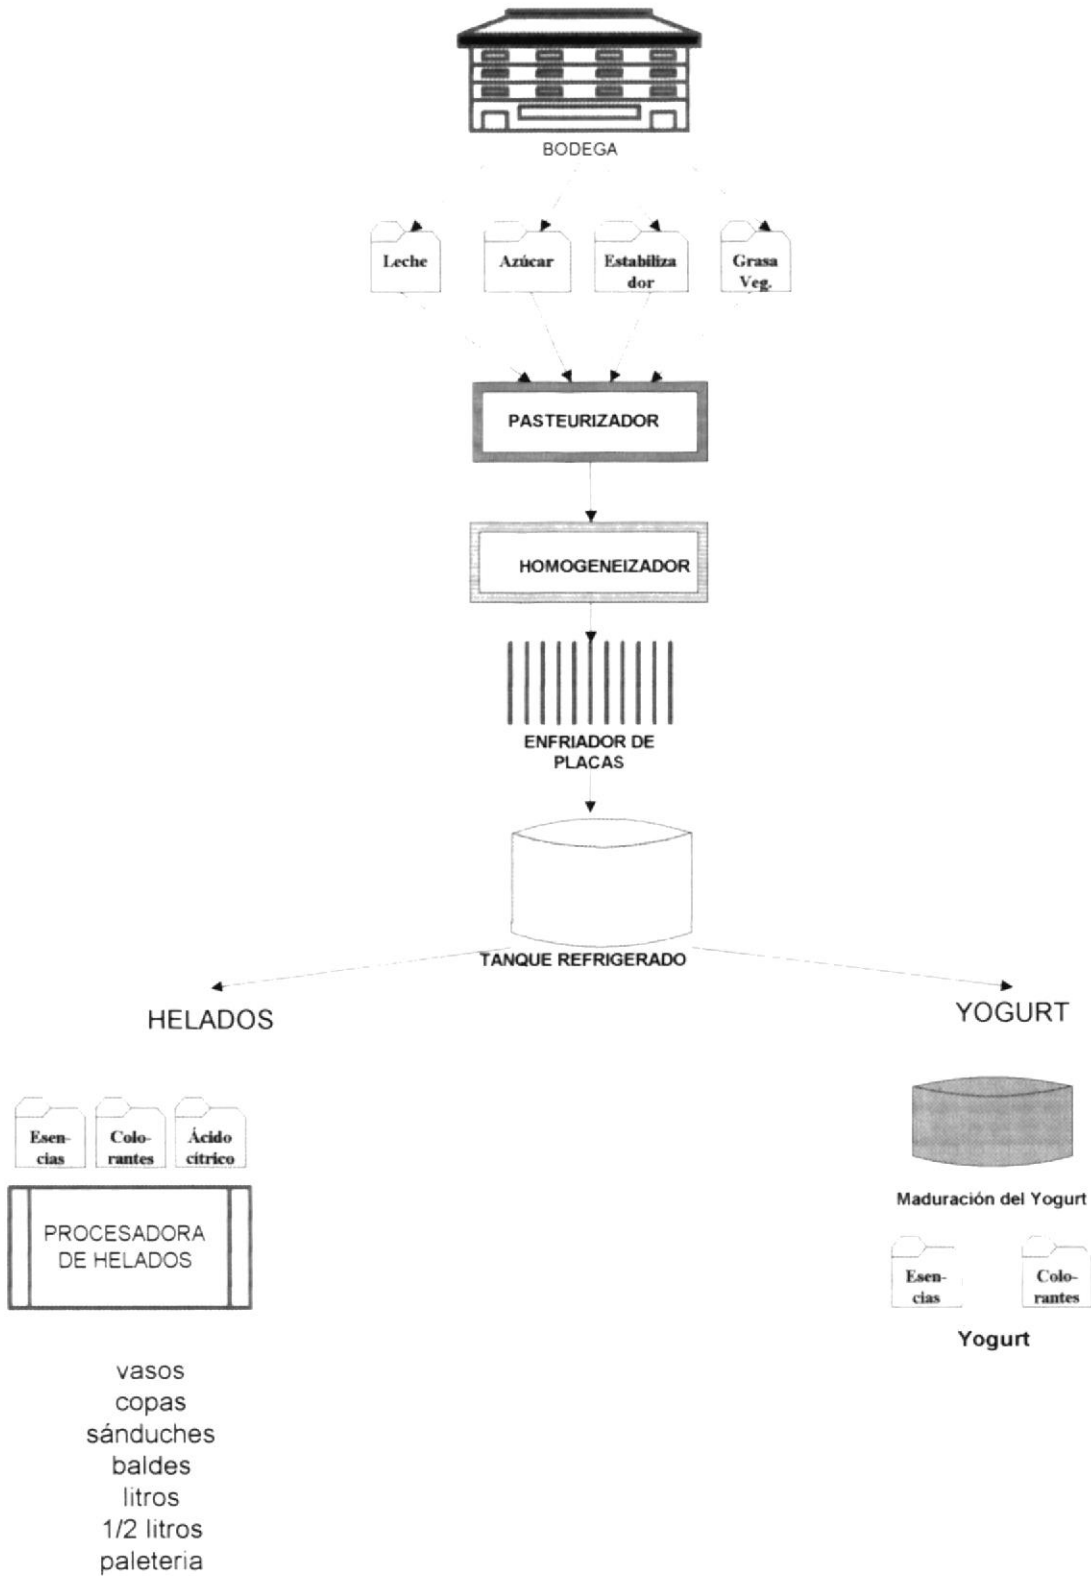 BODEGA
Leche
Azúcar
Estabiliza
dor
Grasa
Veg.
PASTEURIZADOR
HOMOGENEIZADOR
ENFRIADOR DE
PLACAS
TANQUE REFRIGERADO
HELADOS
YOGURT
Esen-
cias
Colo-
rantes
Ácido
cítrico
PROCESADORA
DE HELADOS
vasos
copas
sánduches
baldes
litros
1/2 litros
paleteria
Maduración del Yogurt
Esen-
cias
Colo-
rantes
Yogurt